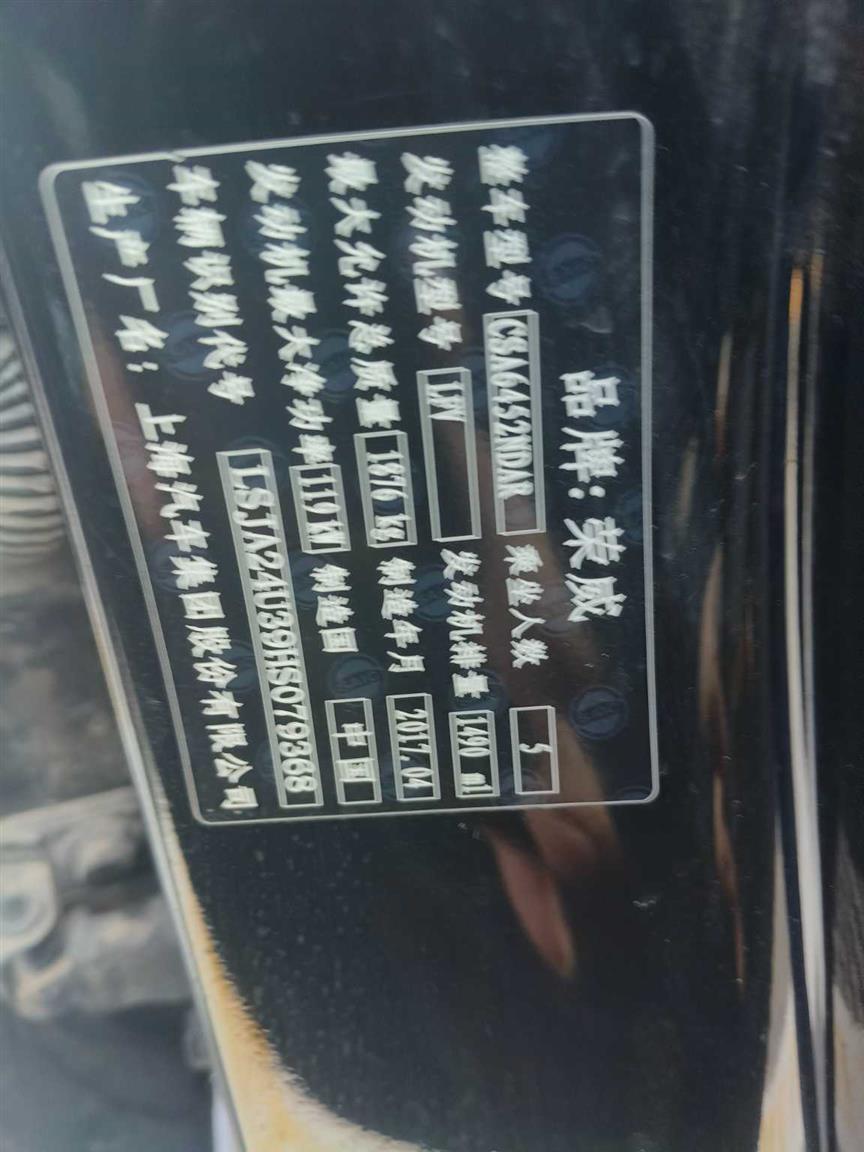 品牌：荣威
整车型号 CSA6452NDAR 乘坐人数 5
发动机型号 发动机排量 1490 ml
最大允许总质量 1876 kg 制造年月 2017.04
发动机最大净功率 119 kW 制造国 中国
车辆识别代号 LSJA24U39HS079368
生产厂名：上海汽车集团股份有限公司